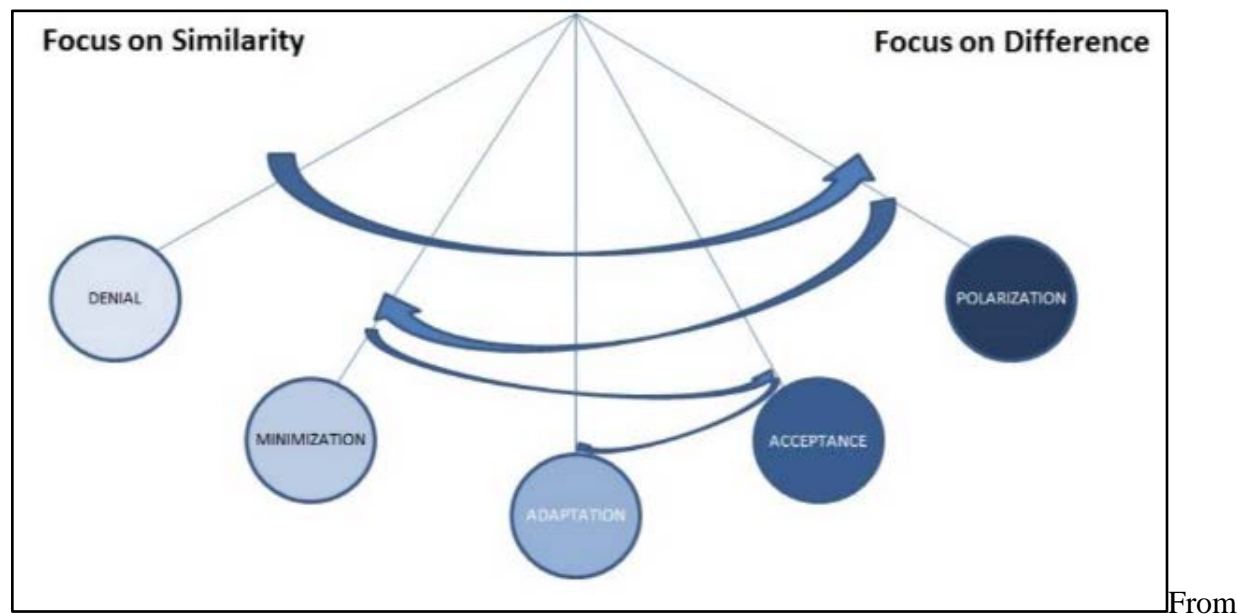 Focus on Similarity
Focus on Difference
DENIAL
POLARIZATION
MINIMIZATION
ACCEPTANCE
ADAPTATION
From